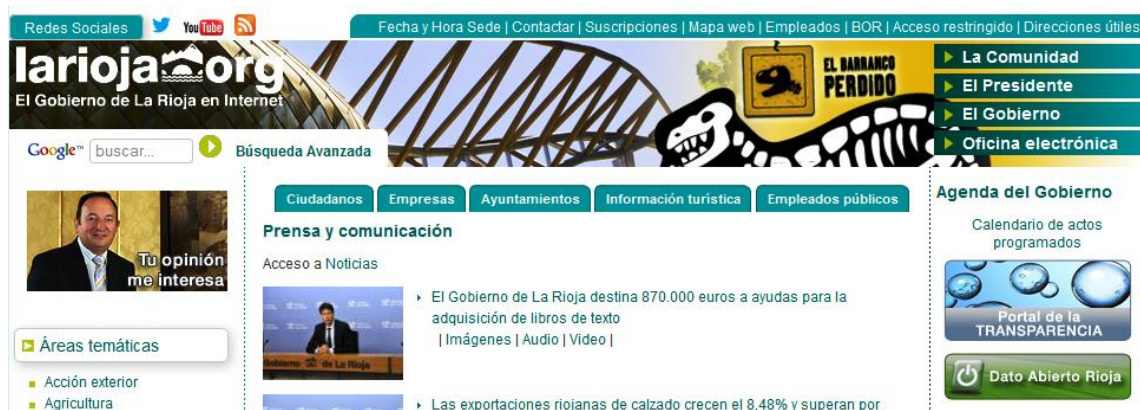 Redes Sociales
You Tube
Fecha y Hora Sede | Contactar | Suscripciones | Mapa web | Empleados | BOR | Acceso restringido | Direcciones útiles
larioja org
El Gobierno de La Rioja en Internet
EL BARRANCO
PERDIDO
La Comunidad
El Presidente
El Gobierno
Oficina electrónica
Google™ buscar...
Búsqueda Avanzada
Tu opinión
me interesa
Áreas temáticas
Acción exterior
Agricultura
Ciudadanos Empresas Ayuntamientos Información turística Empleados públicos
Prensa y comunicación
Acceso a Noticias
El Gobierno de La Rioja destina 870.000 euros a ayudas para la
adquisición de libros de texto
| Imágenes | Audio | Video |
Gobierno de La Rioja
Las exportaciones riojanas de calzado crecen el 8,48% y superan por
Agenda del Gobierno
Calendario de actos
programados
Portal de la
TRANSPARENCIA
Dato Abierto Rioja